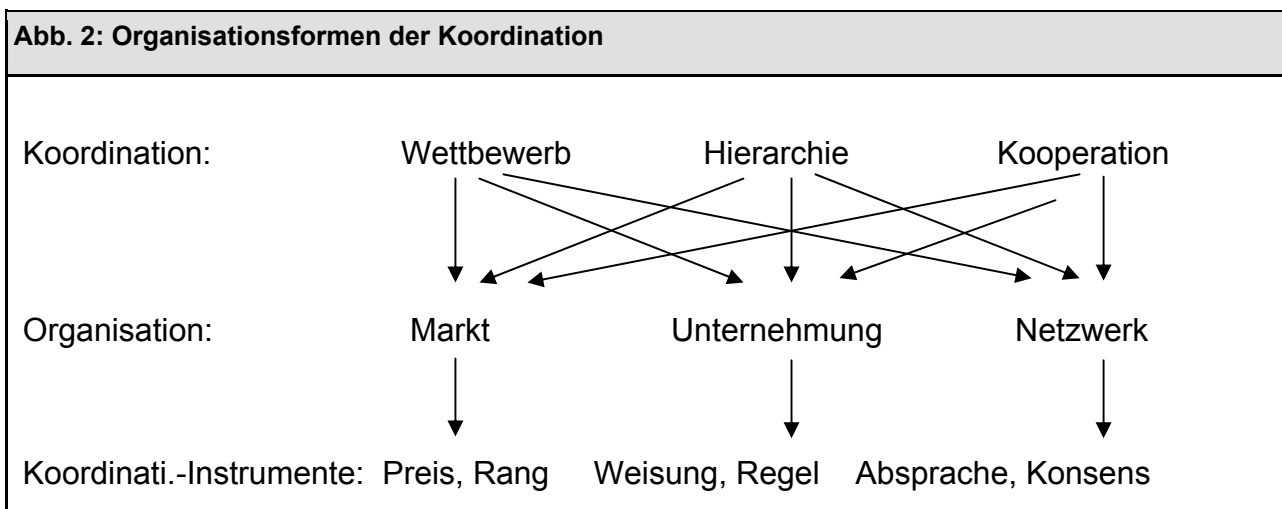 Abb. 2: Organisationsformen der Koordination
Koordination: Wettbewerb Hierarchie Kooperation
Organisation: Markt Unternehmung Netzwerk
Koordinati.-Instrumente: Preis, Rang Weisung, Regel Absprache, Konsens